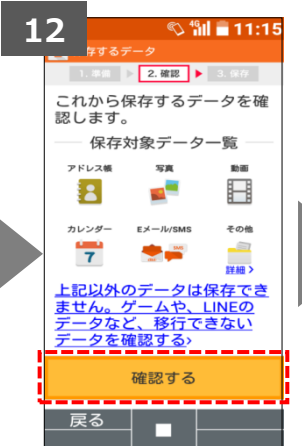 12
11:15
存するデータ
1. 準備
2. 確認
3. 保存
これから保存するデータを確
認します。
保存対象データ一覧
アドレス帳
写真
動画
カレンダー
Eメール/SMS
その他
7
詳細 >
上記以外のデータは保存でき
ません。ゲームや、LINEの
データなど、移行できない
データを確認する>
確認する
戻る